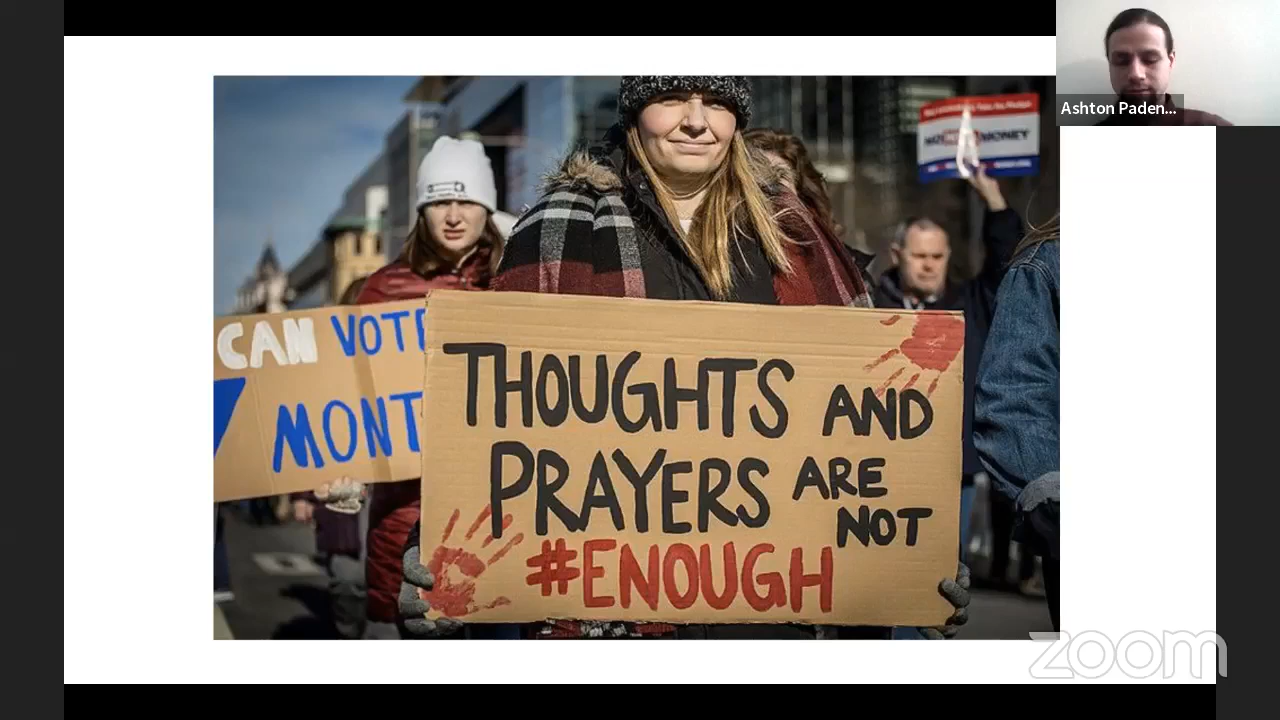 Ashton Paden...
NO MONEY
CAN VOTE
MONT
THOUGHTS AND
PRAYERS ARE
NOT
#ENOUGH
zoom